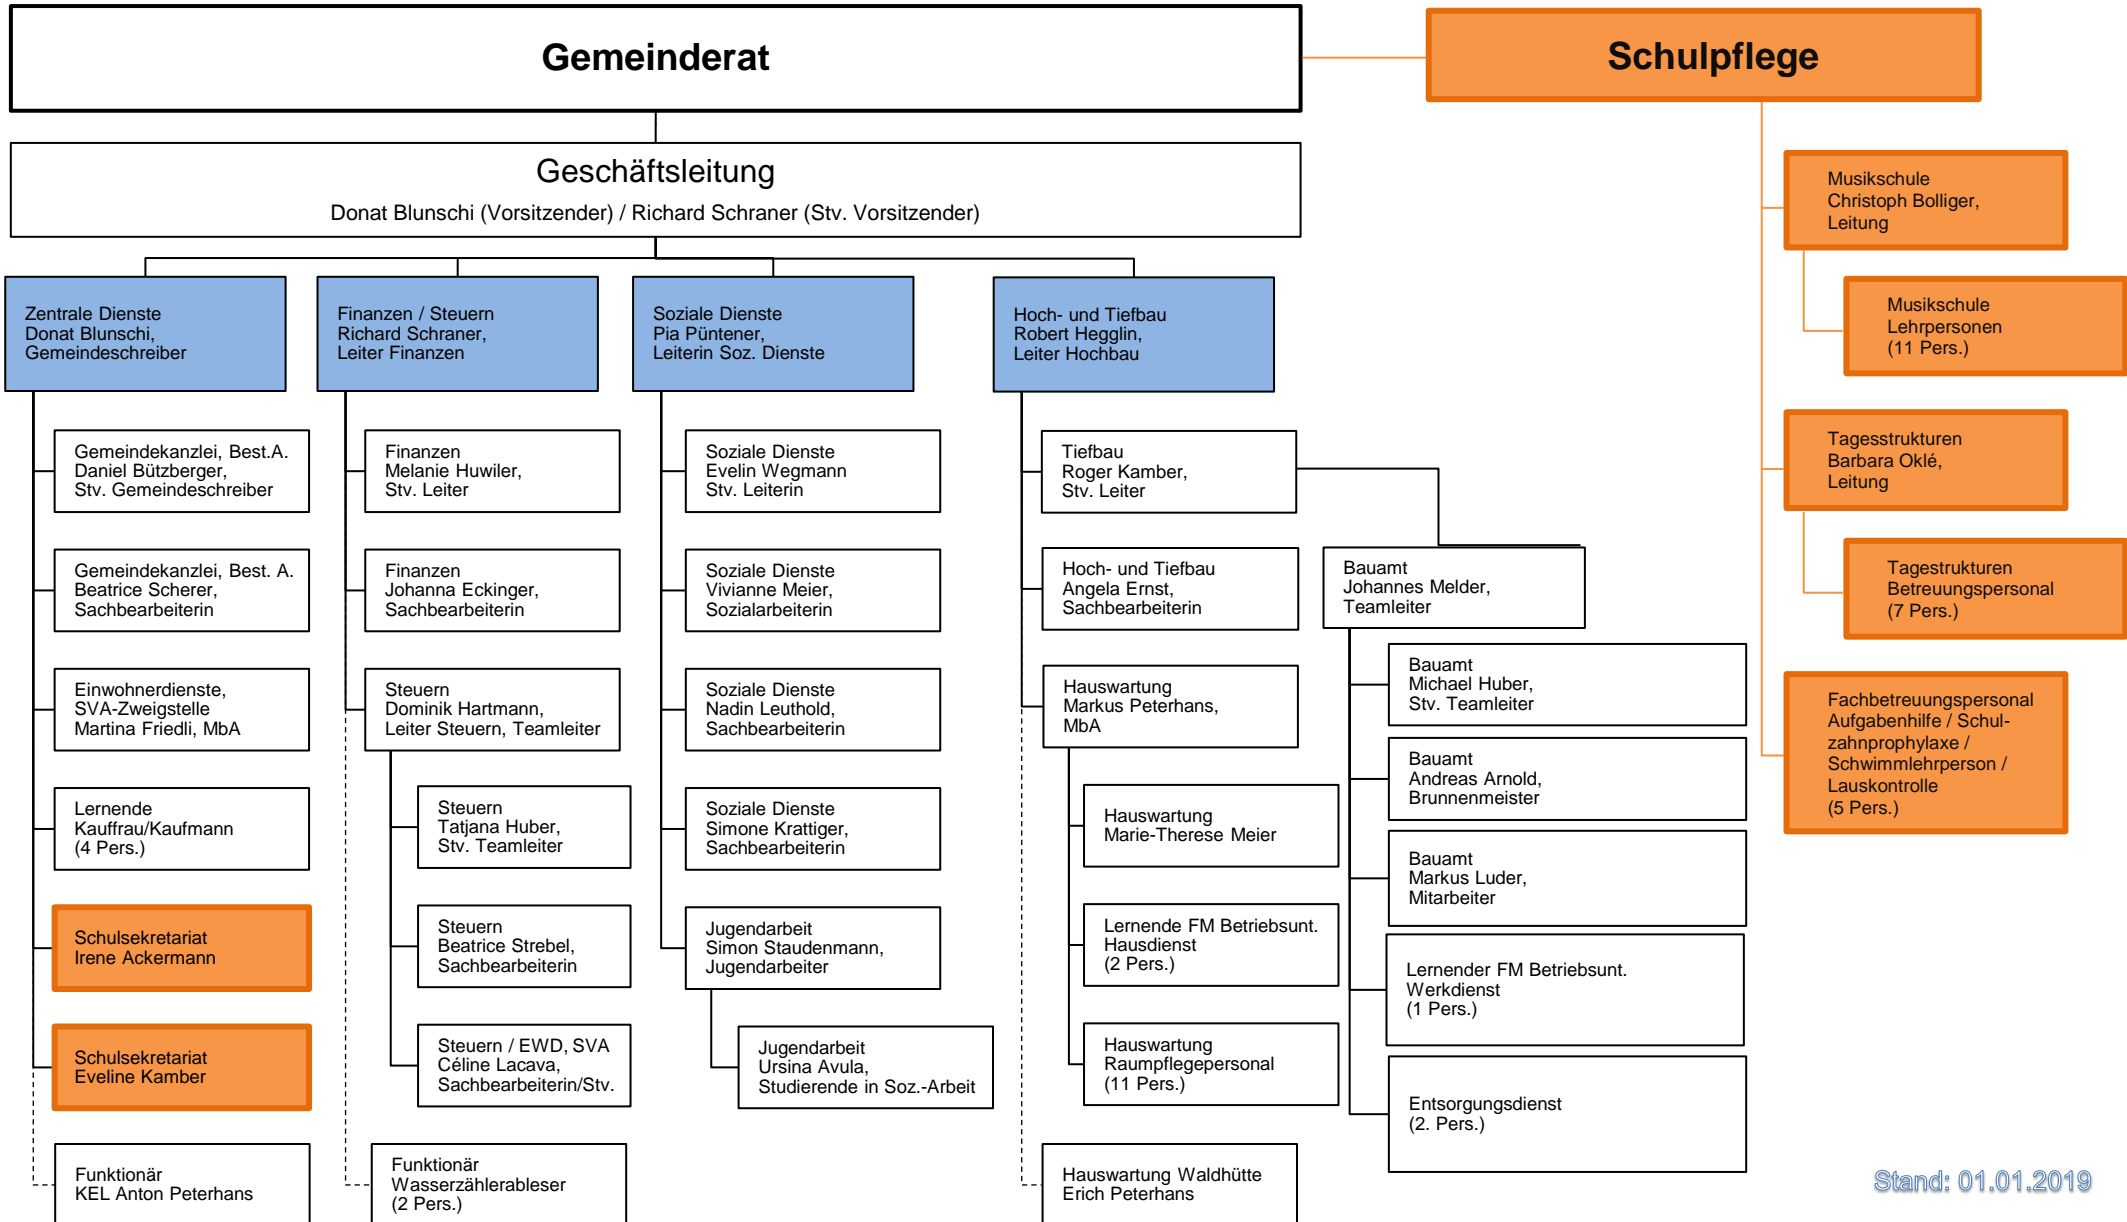 Gemeinderat
Schulpflege
Geschäftsleitung
Donat Blunschi (Vorsitzender) / Richard Schraner (Stv. Vorsitzender)
Zentrale Dienste
Donat Blunschi,
Gemeindeschreiber
Gemeindekanzlei, Best.A.
Daniel Bützberger,
Stv. Gemeindeschreiber
Gemeindekanzlei, Best. A.
Beatrice Scherer,
Sachbearbeiterin
Einwohnerdienste,
SVA-Zweigstelle
Martina Friedli, MbA
Lernende
Kauffrau/Kaufmann
(4 Pers.)
Schulsekretariat
Irene Ackermann
Schulsekretariat
Eveline Kamber
Funktionär
KEL Anton Peterhans
Finanzen / Steuern
Richard Schraner,
Leiter Finanzen
Finanzen
Melanie Huwiler,
Stv. Leiter
Finanzen
Johanna Eckinger,
Sachbearbeiterin
Steuern
Dominik Hartmann,
Leiter Steuern, Teamleiter
Steuern
Tatjana Huber,
Stv. Teamleiter
Steuern
Beatrice Strebel,
Sachbearbeiterin
Steuern / EWD, SVA
Céline Lacava,
Sachbearbeiterin/Stv.
Funktionär
Wasserzählerableser
(2 Pers.)
Soziale Dienste
Pia Püntener,
Leiterin Soz. Dienste
Soziale Dienste
Evelin Wegmann
Stv. Leiterin
Soziale Dienste
Vivianne Meier,
Sozialarbeiterin
Soziale Dienste
Nadin Leuthold,
Sachbearbeiterin
Soziale Dienste
Simone Krattiger,
Sachbearbeiterin
Jugendarbeit
Simon Staudenmann,
Jugendarbeiter
Jugendarbeit
Ursina Avula,
Studierende in Soz.-Arbeit
Hoch- und Tiefbau
Robert Hegglin,
Leiter Hochbau
Tiefbau
Roger Kamber,
Stv. Leiter
Hoch- und Tiefbau
Angela Ernst,
Sachbearbeiterin
Hauswartung
Markus Peterhans,
MbA
Hauswartung
Marie-Therese Meier
Lernende FM Betriebsunt.
Hausdienst
(2 Pers.)
Hauswartung
Raumpflegepersonal
(11 Pers.)
Hauswartung Waldhütte
Erich Peterhans
Bauamt
Johannes Melder,
Teamleiter
Bauamt
Michael Huber,
Stv. Teamleiter
Bauamt
Andreas Arnold,
Brunnenmeister
Bauamt
Markus Luder,
Mitarbeiter
Lernender FM Betriebsunt.
Werkdienst
(1 Pers.)
Entsorgungsdienst
(2. Pers.)
Musikschule
Christoph Bolliger,
Leitung
Musikschule
Lehrpersonen
(11 Pers.)
Tagesstrukturen
Barbara Oklé,
Leitung
Tagestrukturen
Betreuungspersonal
(7 Pers.)
Fachbetreuungspersonal
Aufgabenhilfe / Schul-
zahnprophylaxe /
Schwimmlehrperson /
Lauskontrolle
(5 Pers.)
Stand: 01.01.2019